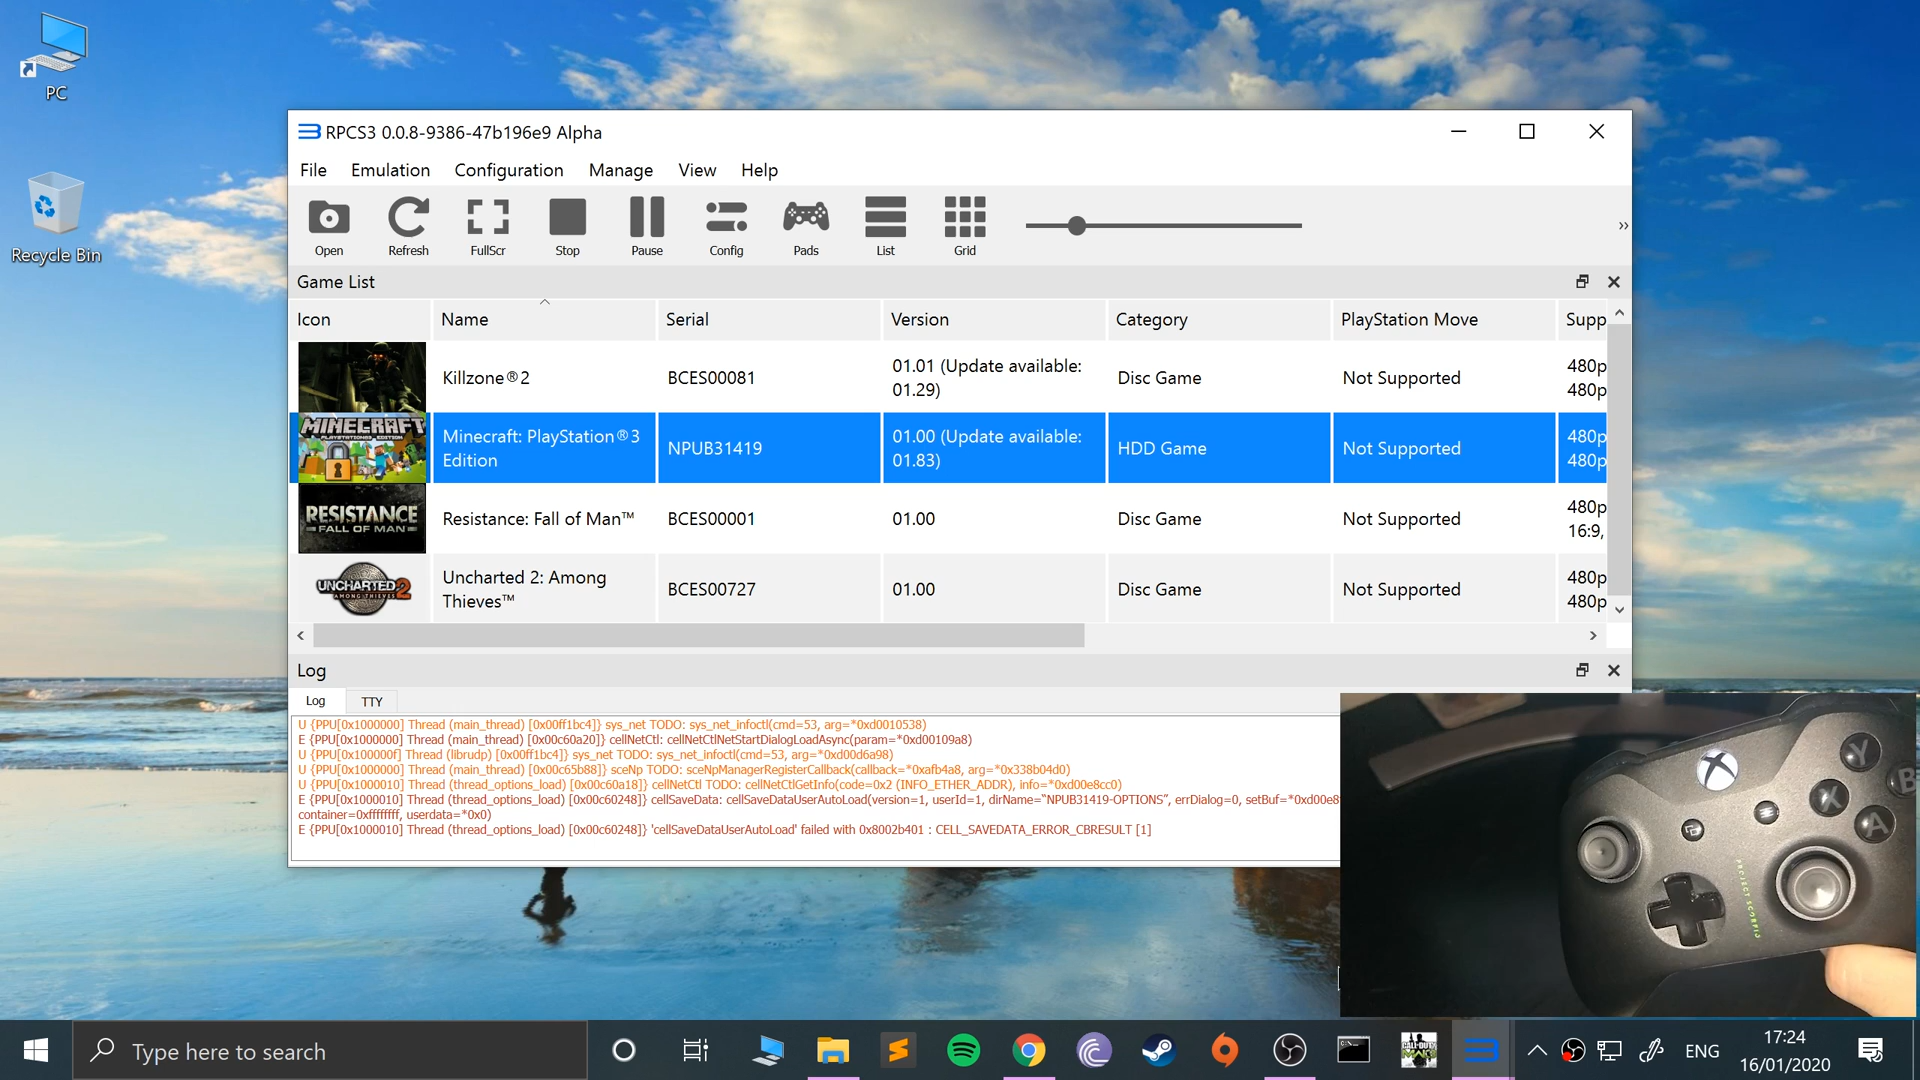 PC
Recycle Bin
RPCS3 0.0.8-9386-47b196e9 Alpha
File Emulation Configuration Manage View Help
Open Refresh FullScr Stop Pause Config Pads List Grid
»
Game List
Icon Name Serial Version Category PlayStation Move Supp
Killzone®2 BCES00081 01.01 (Update available: 01.29) Disc Game Not Supported 480p
480p
MINECRAFT
PLAYSTATION®3 EDITION
Minecraft: PlayStation®3 Edition NPUB31419 01.00 (Update available: 01.83) HDD Game Not Supported 480p
480p
RESISTANCE
FALL OF MAN
Resistance: Fall of Man™ BCES00001 01.00 Disc Game Not Supported 480p
16:9,
UNCHARTED 2
AMONG THIEVES
Uncharted 2: Among Thieves™ BCES00727 01.00 Disc Game Not Supported 480p
480p
Log
Log TTY
U {PPU[0x1000000] Thread (main_thread) [0x00ff1bc4]} sys_net TODO: sys_net_infoctl(cmd=53, arg=*0xd0010538)
E {PPU[0x1000000] Thread (main_thread) [0x00c60a20]} cellNetCtl: cellNetCtlNetStartDialogLoadAsync(param=*0xd00109a8)
U {PPU[0x100000f] Thread (librudp) [0x00ff1bc4]} sys_net TODO: sys_net_infoctl(cmd=53, arg=*0xd00d6a98)
U {PPU[0x1000000] Thread (main_thread) [0x00c65b88]} sceNp TODO: sceNpManagerRegisterCallback(callback=*0xafb4a8, arg=*0x338b04d0)
U {PPU[0x1000010] Thread (thread_options_load) [0x00c60a18]} cellNetCtl TODO: cellNetCtlGetInfo(code=0x2 (INFO_ETHER_ADDR), info=*0xd00e8cc0)
E {PPU[0x1000010] Thread (thread_options_load) [0x00c60248]} cellSaveData: cellSaveDataUserAutoLoad(version=1, userId=1, dirName=“NPUB31419-OPTIONS”, errDialog=0, setBuf=*0xd00e8
container=0xffffffff, userdata=*0x0)
E {PPU[0x1000010] Thread (thread_options_load) [0x00c60248]} 'cellSaveDataUserAutoLoad' failed with 0x8002b401 : CELL_SAVEDATA_ERROR_CBRESULT [1]
Y
B
X
A
PROJECT SCORPIO
Type here to search
ENG
17:24
16/01/2020